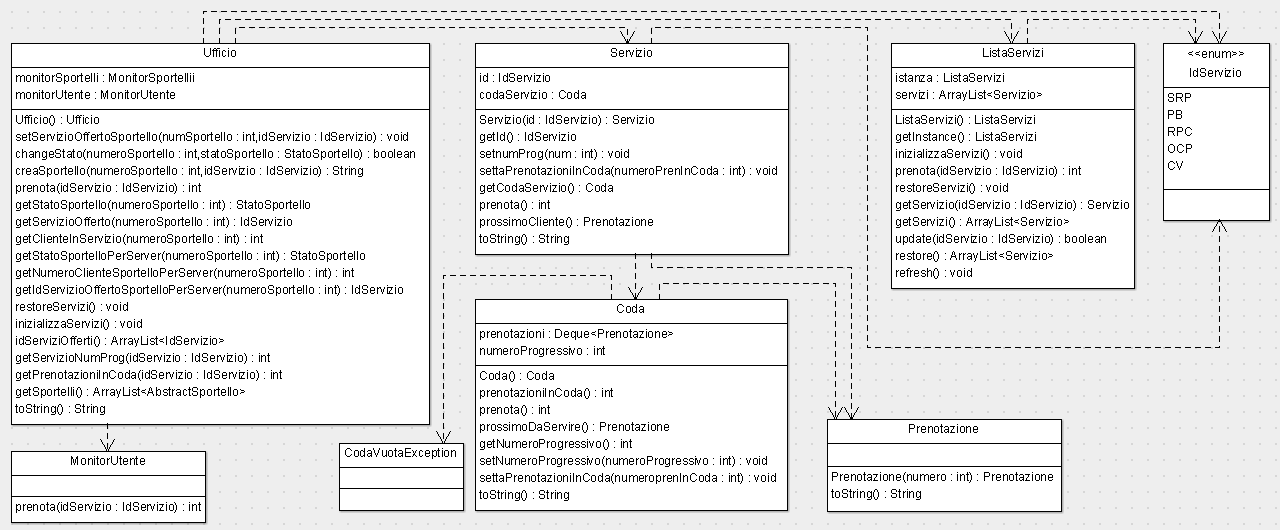 Ufficio
monitorSportelli : MonitorSportellii
monitorUtente : MonitorUtente
Ufficio() : Ufficio
setServizioOffertoSportello(numSportello : int,idServizio : IdServizio) : void
changeStato(numeroSportello : int,statoSportello : StatoSportello) : boolean
creaSportello(numeroSportello : int,idServizio : IdServizio) : String
prenota(idServizio : IdServizio) : int
getStatoSportello(numeroSportello : int) : StatoSportello
getServizioOfferto(numeroSportello : int) : IdServizio
getClienteInServizio(numeroSportello : int) : int
getStatoSportelloPerServer(numeroSportello : int) : StatoSportello
getNumeroClienteSportelloPerServer(numeroSportello : int) : int
getIdServizioOffertoSportelloPerServer(numeroSportello : int) : IdServizio
restoreServizi() : void
inizializzaServizi() : void
idServiziOfferti() : ArrayList<IdServizio>
getServizioNumProg(idServizio : IdServizio) : int
getPrenotazioniInCoda(idServizio : IdServizio) : int
getSportelli() : ArrayList<AbstractSportello>
toString() : String
Servizio
id : IdServizio
codaServizio : Coda
Servizio(id : IdServizio) : Servizio
getId() : IdServizio
setnumProg(num : int) : void
settaPrenotazioniInCoda(numeroPrenInCoda : int) : void
getCodaServizio() : Coda
prenota() : int
prossimoCliente() : Prenotazione
toString() : String
ListaServizi
istanza : ListaServizi
servizi : ArrayList<Servizio>
ListaServizi() : ListaServizi
getInstance() : ListaServizi
inizializzaServizi() : void
prenota(idServizio : IdServizio) : int
restoreServizi() : void
getServizio(idServizio : IdServizio) : Servizio
getServizi() : ArrayList<Servizio>
update(idServizio : IdServizio) : boolean
restore() : ArrayList<Servizio>
refresh() : void
<<enum>>
IdServizio
SRP
PB
RPC
OCP
CV
MonitorUtente
prenota(idServizio : IdServizio) : int
CodaVuotaException
Coda
prenotazioni : Deque<Prenotazione>
numeroProgressivo : int
Coda() : Coda
prenotazioniInCoda() : int
prenota() : int
prossimoDaServire() : Prenotazione
getNumeroProgressivo() : int
setNumeroProgressivo(numeroProgressivo : int) : void
settaPrenotazioniInCoda(numeroprenInCoda : int) : void
toString() : String
Prenotazione
Prenotazione(numero : int) : Prenotazione
toString() : String